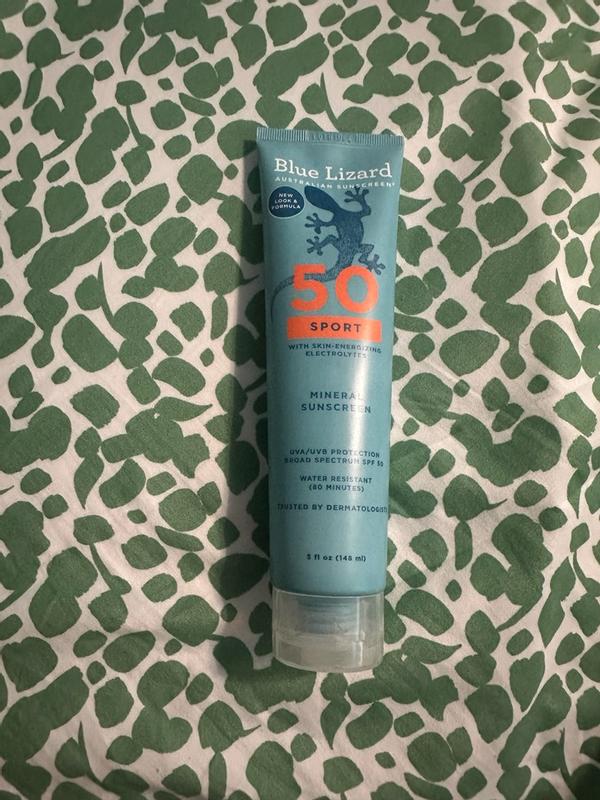 Blue Lizard
AUSTRALIAN SUNSCREEN®
NEW
LOOK &
FORMULA
50
SPORT
WITH SKIN-ENERGIZING
ELECTROLYTES
MINERAL
SUNSCREEN
UVA/UVB PROTECTION
BROAD SPECTRUM SPF 50
WATER RESISTANT
(80 MINUTES)
TRUSTED BY DERMATOLOGISTS
5 fl oz (148 ml)